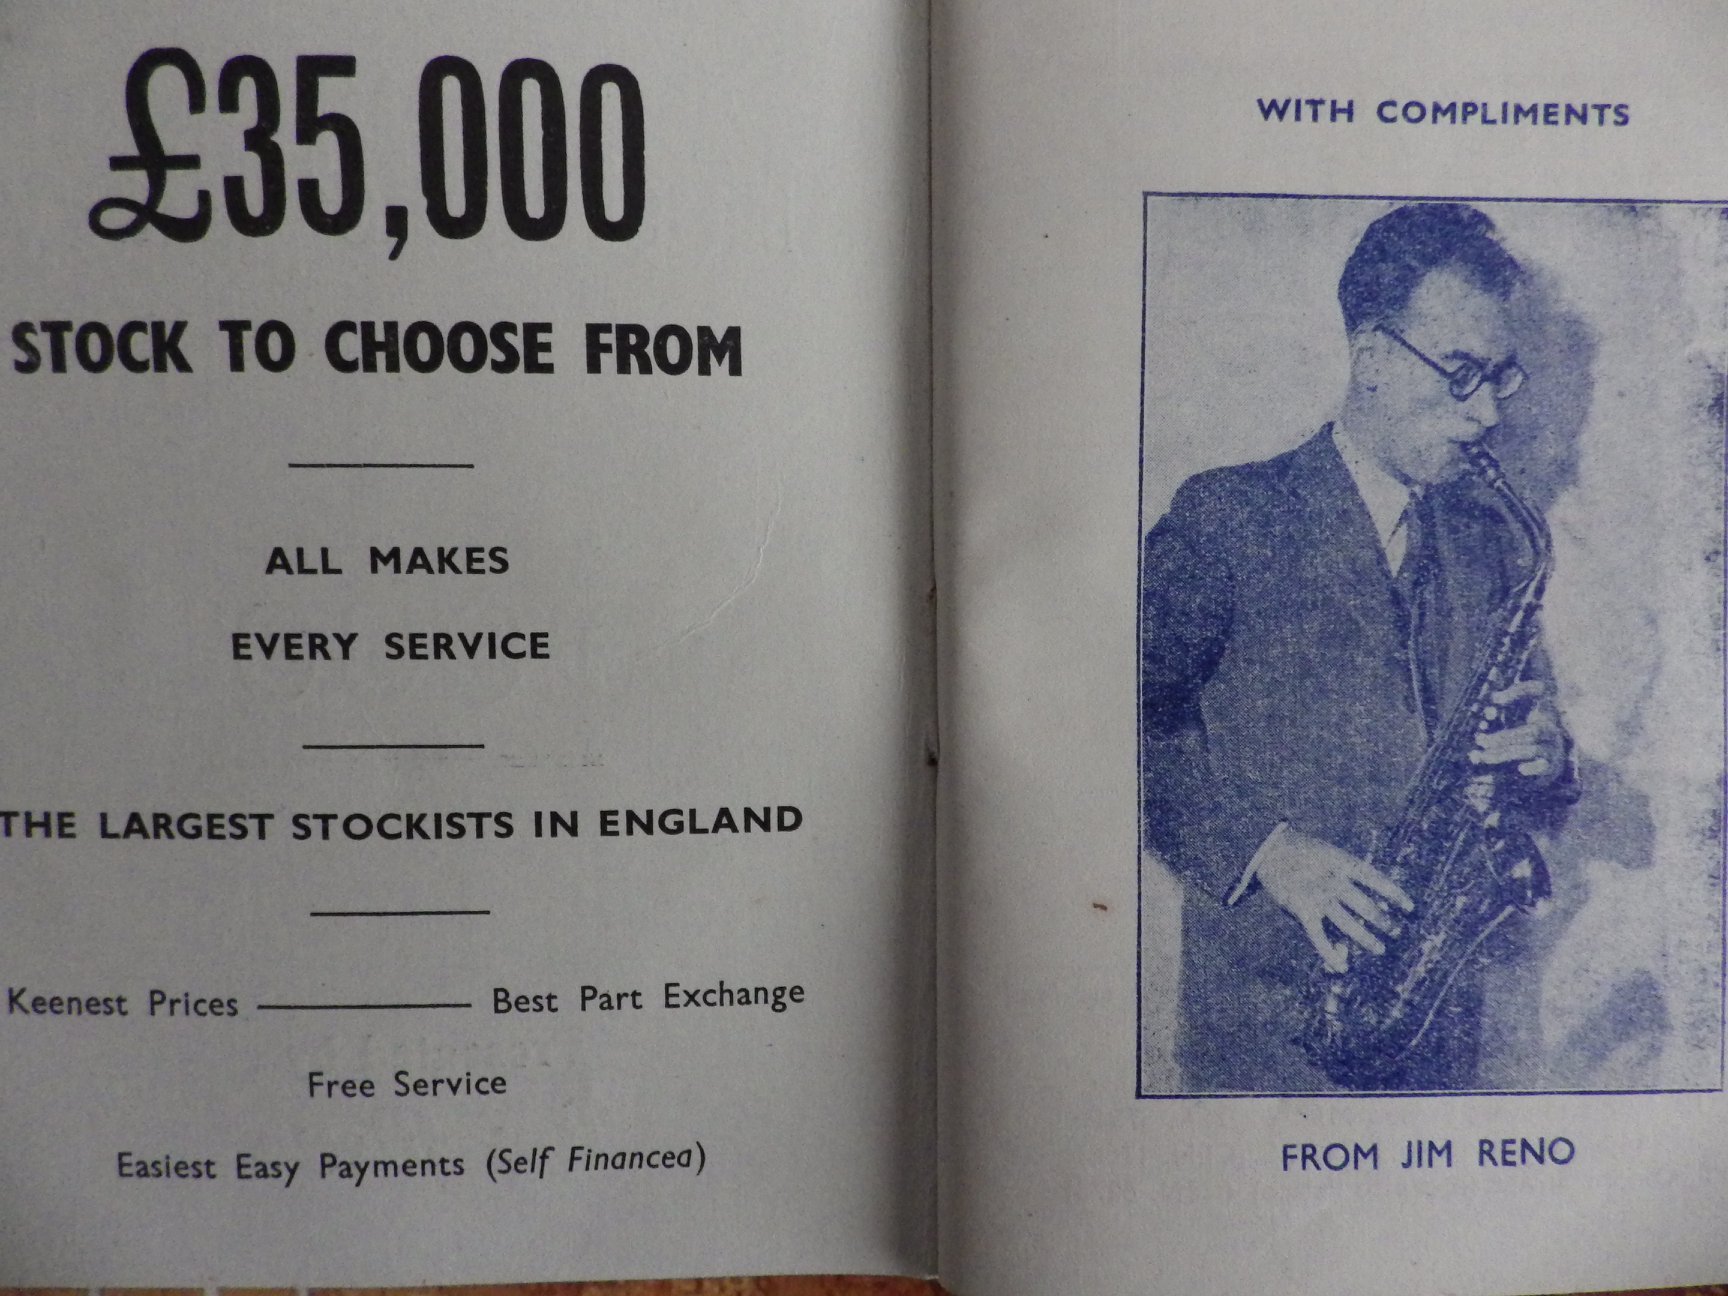 £35,000
STOCK TO CHOOSE FROM
ALL MAKES
EVERY SERVICE
THE LARGEST STOCKISTS IN ENGLAND
Keenest Prices Best Part Exchange
Free Service
Easiest Easy Payments (Self Financea)
WITH COMPLIMENTS
FROM JIM RENO